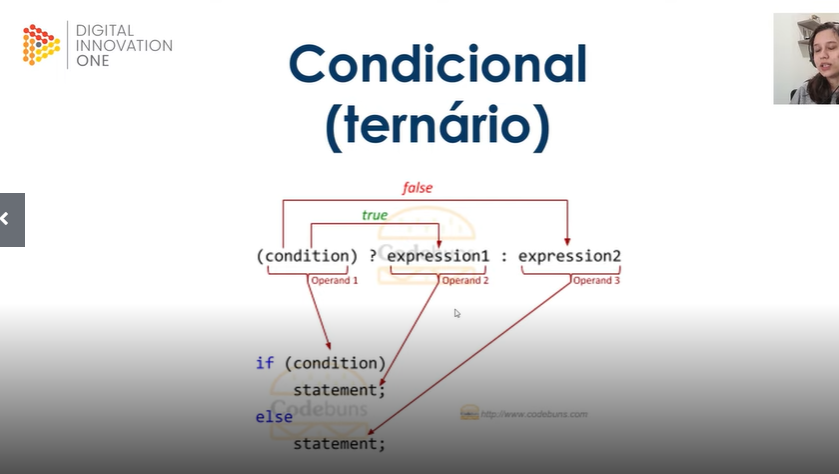 DIGITAL
INNOVATION
ONE
Condicional
(ternário)
false
true
(condition) ? expression1 : expression2
Operand 1 Operand 2 Operand 3
if (condition)
statement;
else
statement;
Codebuns
Codebuns
http://www.codebuns.com